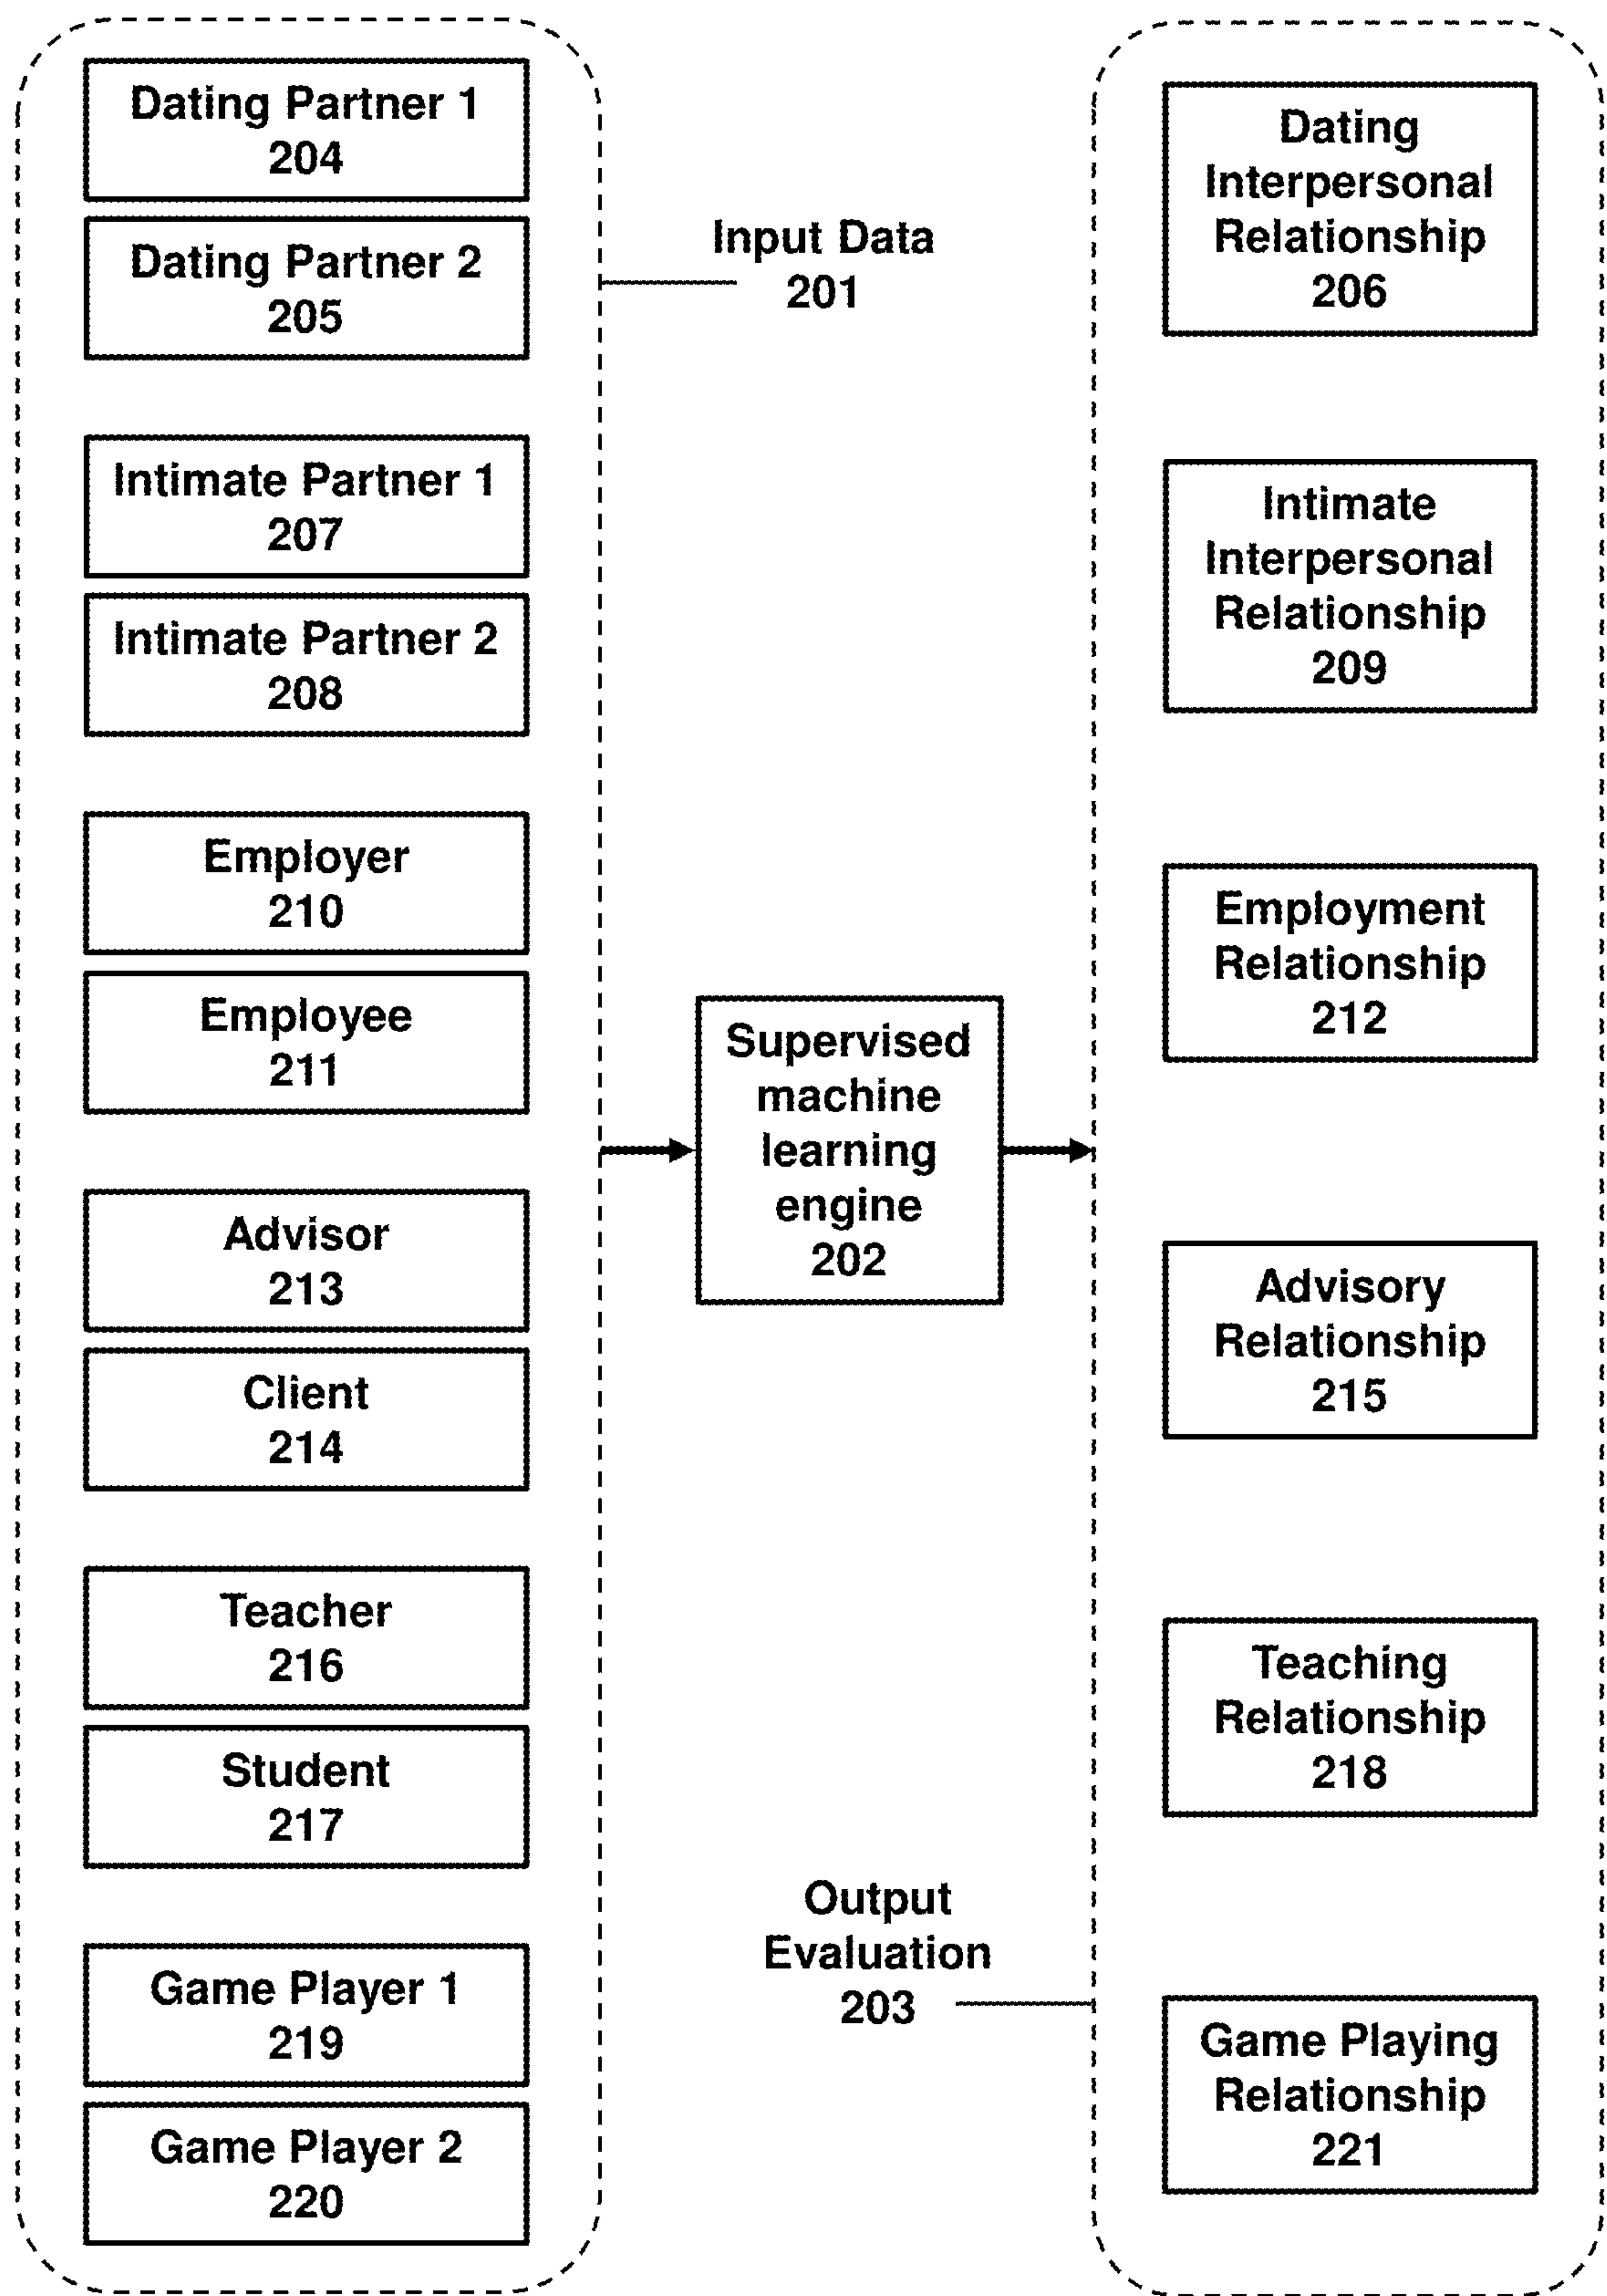 Dating Partner 1
204
Dating Partner 2
205
Intimate Partner 1
207
Intimate Partner 2
208
Employer
210
Employee
211
Advisor
213
Client
214
Teacher
216
Student
217
Game Player 1
219
Game Player 2
220
Input Data
201
Supervised
machine
learning
engine
202
Output
Evaluation
203
Dating
Interpersonal
Relationship
206
Intimate
Interpersonal
Relationship
209
Employment
Relationship
212
Advisory
Relationship
215
Teaching
Relationship
218
Game Playing
Relationship
221